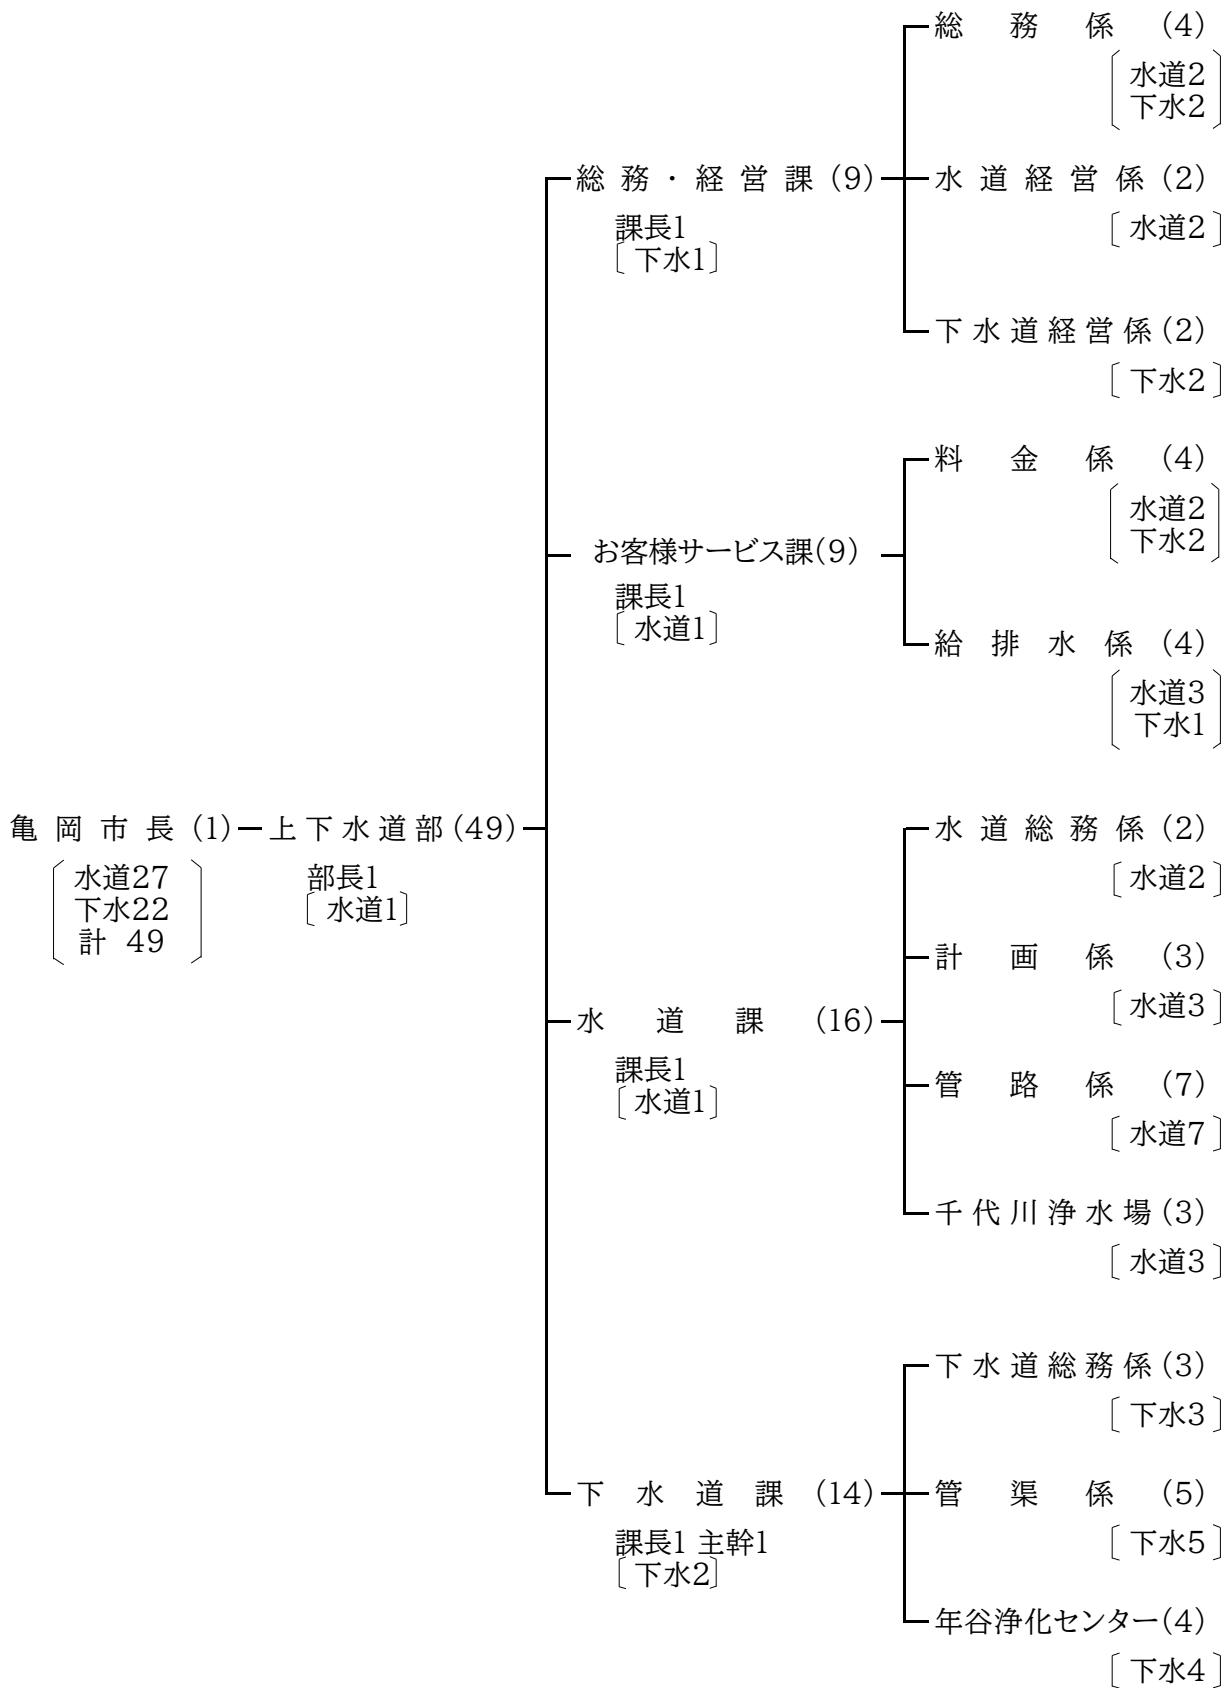 総務係(4)
[水道2
下水2]
総務・経営課(9)
水道経営係(2)
課長1
[下水1]
[水道2]
下水道経営係(2)
[下水2]
料金係(4)
[水道2
下水2]
お客様サービス課(9)
課長1
[水道1]
給排水係(4)
[水道3
下水1]
亀岡市長(1)
[水道27
下水22
計 49]
上下水道部(49)
部長1
[水道1]
水道総務係(2)
[水道2]
計画係(3)
[水道3]
水道課(16)
課長1
[水道1]
管路係(7)
[水道7]
千代川浄水場(3)
[水道3]
下水道総務係(3)
[下水3]
下水道課(14)
課長1 主幹1
[下水2]
管渠係(5)
[下水5]
年谷浄化センター(4)
[下水4]